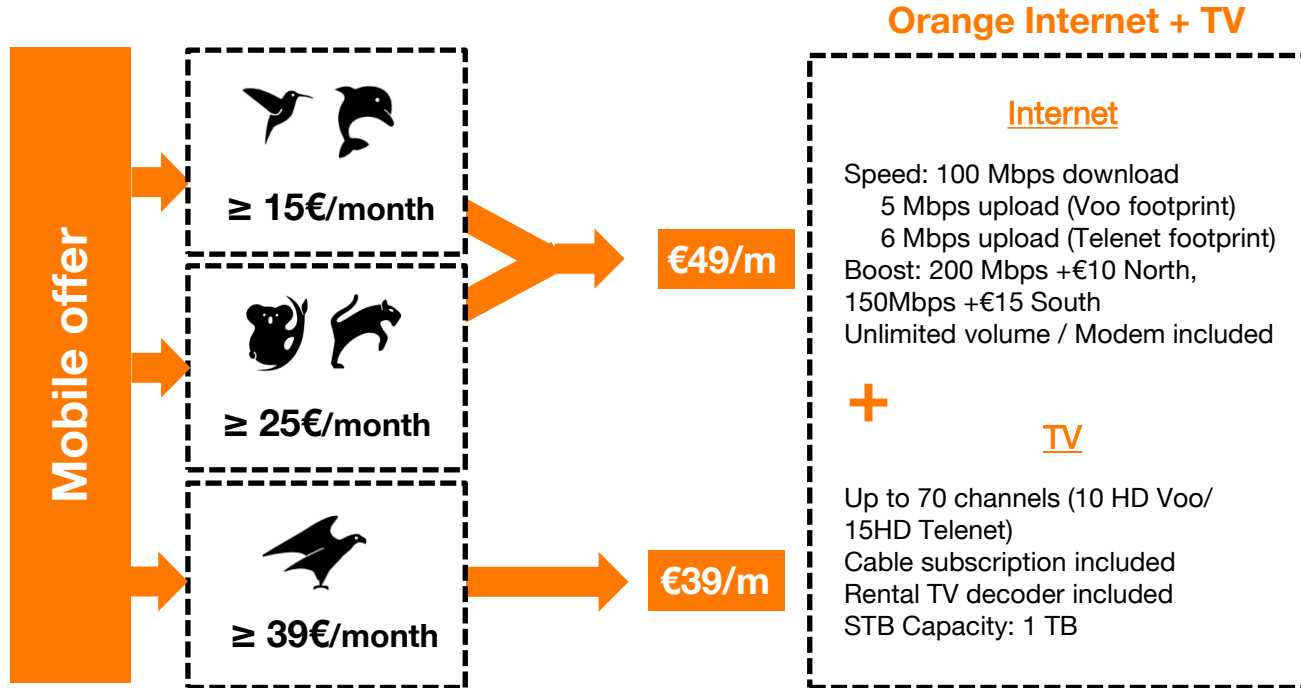 Mobile offer
≥ 15€/month
≥ 25€/month
≥ 39€/month
€49/m
€39/m
Orange Internet + TV
Internet
Speed: 100 Mbps download
5 Mbps upload (Voo footprint)
6 Mbps upload (Telenet footprint)
Boost: 200 Mbps +€10 North,
150Mbps +€15 South
Unlimited volume / Modem included
+
TV
Up to 70 channels (10 HD Voo/
15HD Telenet)
Cable subscription included
Rental TV decoder included
STB Capacity: 1 TB